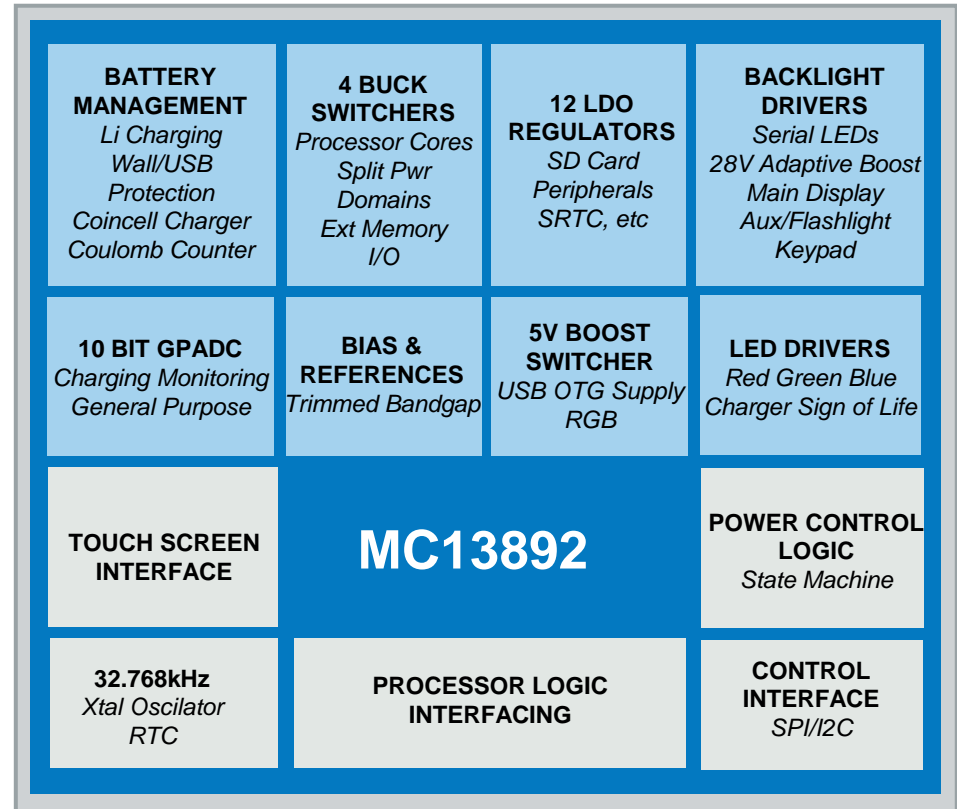 BATTERY
MANAGEMENT
Li Charging
Wall/USB
Protection
Coincell Charger
Coulomb Counter
4 BUCK
SWITCHERS
Processor Cores
Split Pwr
Domains
Ext Memory
I/O
12 LDO
REGULATORS
SD Card
Peripherals
SRTC, etc
BACKLIGHT
DRIVERS
Serial LEDs
28V Adaptive Boost
Main Display
Aux/Flashlight
Keypad
10 BIT GPADC
Charging Monitoring
General Purpose
BIAS &
REFERENCES
Trimmed Bandgap
5V BOOST
SWITCHER
USB OTG Supply
RGB
LED DRIVERS
Red Green Blue
Charger Sign of Life
TOUCH SCREEN
INTERFACE
MC13892
POWER CONTROL
LOGIC
State Machine
32.768kHz
Xtal Oscilator
RTC
PROCESSOR LOGIC
INTERFACING
CONTROL
INTERFACE
SPI/I2C